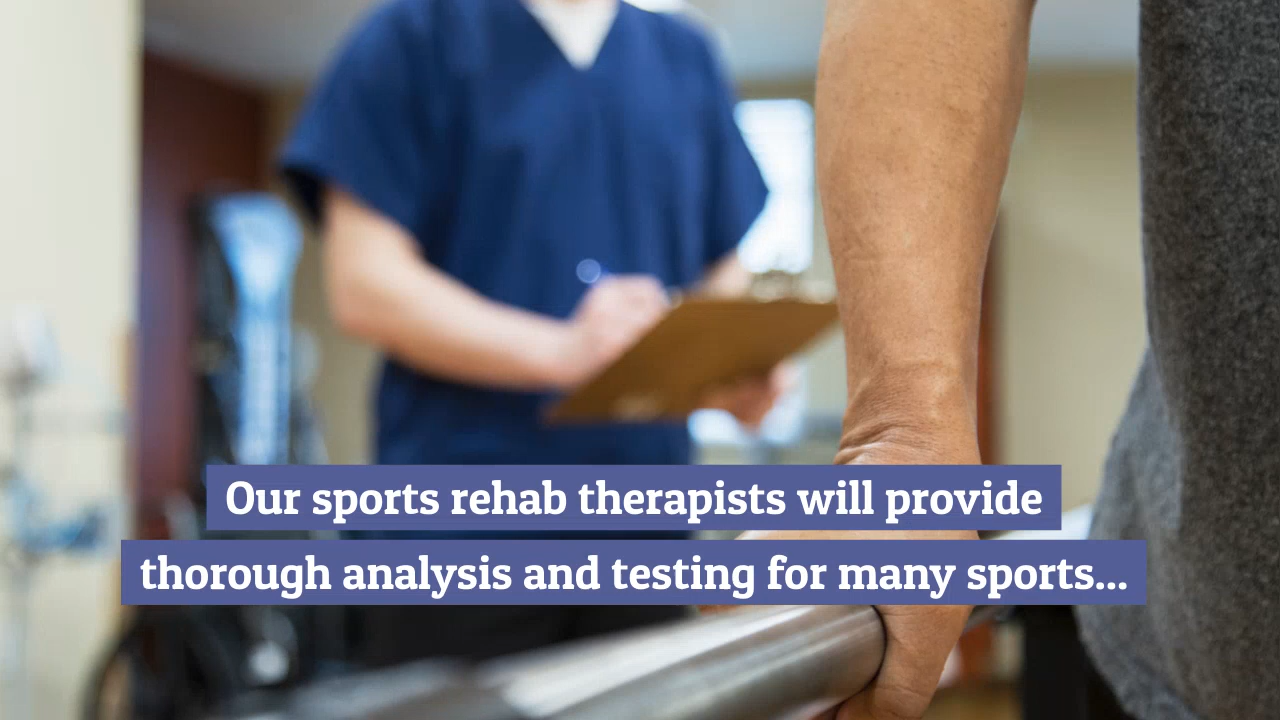 Our sports rehab therapists will provide
thorough analysis and testing for many sports...